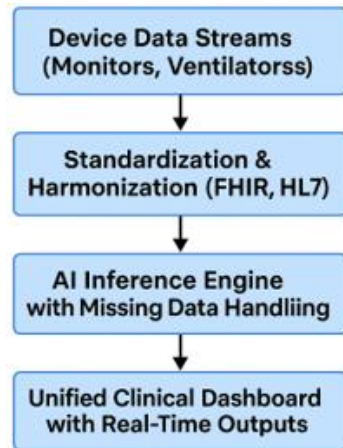 Device Data Streams
(Monitors, Ventilatorss)
Standardization &
Harmonization (FHIR, HL7)
AI Inference Engine
with Missing Data Handliing
Unified Clinical Dashboard
with Real-Time Outputs